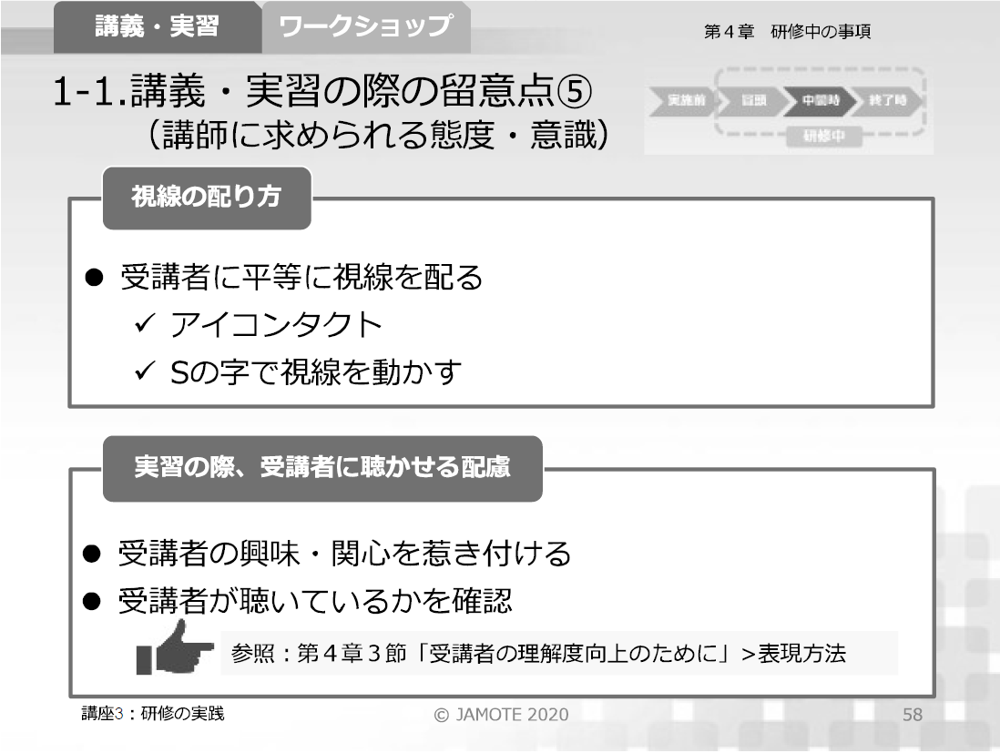 講義・実習
ワークショップ
第４章　研修中の事項
1-1.講義・実習の際の留意点⑤
（講師に求められる態度・意識）
実施前
冒頭
中盤時
終了時
研修中
視線の配り方
● 受講者に平等に視線を配る
✓ アイコンタクト
✓ Sの字で視線を動かす
実習の際、受講者に聴かせる配慮
● 受講者の興味・関心を惹き付ける
● 受講者が聴いているかを確認
参照：第４章３節「受講者の理解度向上のために」>表現方法
講座3：研修の実践
© JAMOTE 2020
58